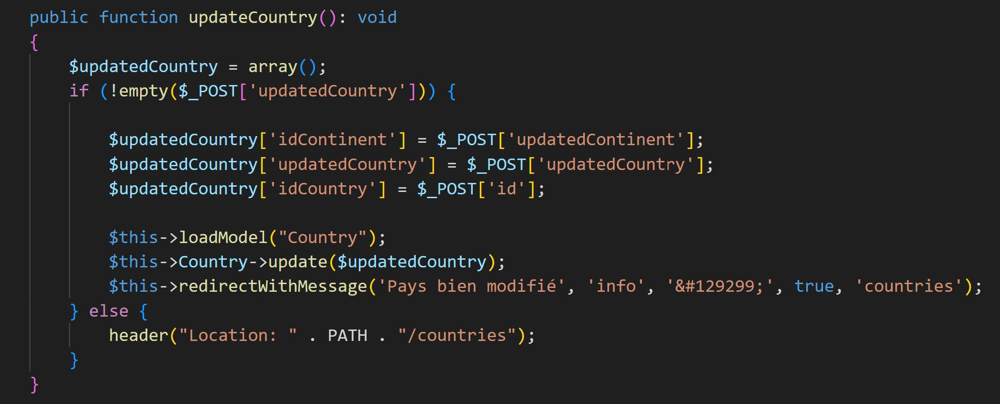 public function updateCountry(): void
{
    $updatedCountry = array();
    if (!empty($_POST['updatedCountry'])) {
        $updatedCountry['idContinent'] = $_POST['updatedContinent'];
        $updatedCountry['updatedCountry'] = $_POST['updatedCountry'];
        $updatedCountry['idCountry'] = $_POST['id'];
        $this->loadModel("Country");
        $this->Country->update($updatedCountry);
        $this->redirectWithMessage('Pays bien modifié', 'info', '&#129299;', true, 'countries');
    } else {
        header("Location: " . PATH . "/countries");
    }
}